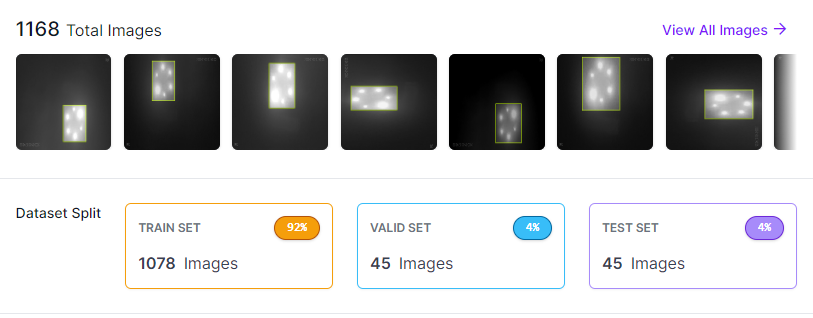 1168 Total Images
View All Images →
Dataset Split
TRAIN SET
92%
1078 Images
VALID SET
4%
45 Images
TEST SET
4%
45 Images